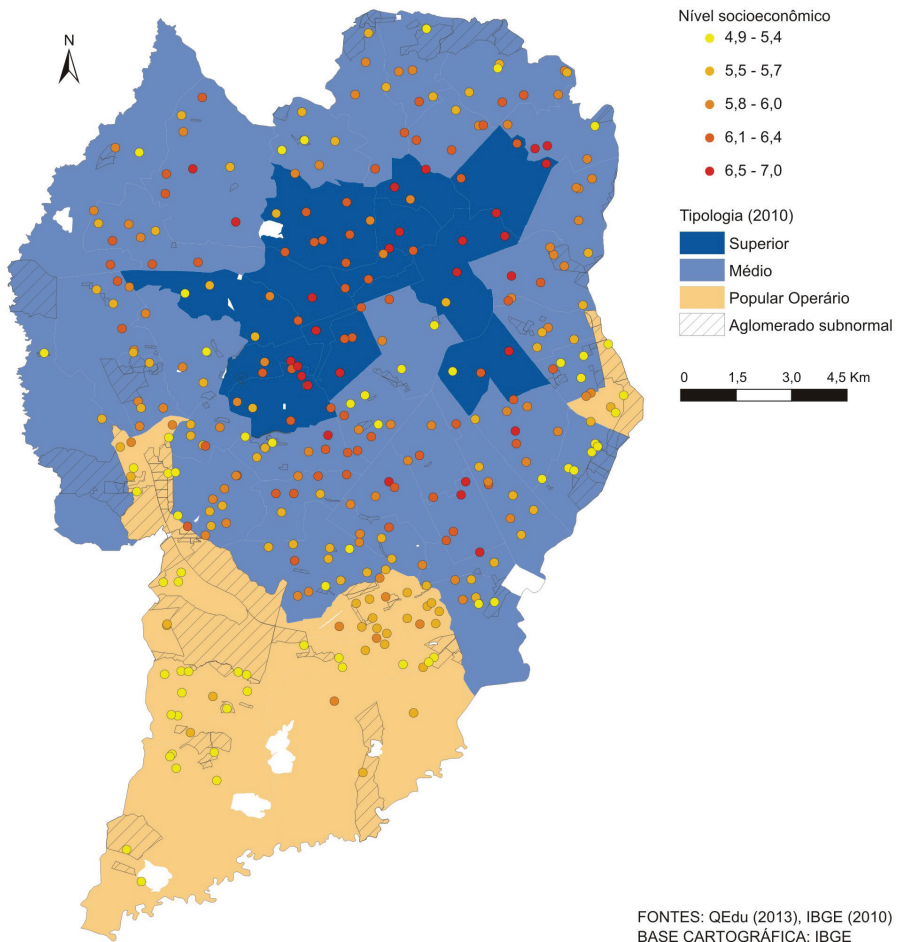 N
Nível socioeconômico
4,9 - 5,4
5,5 - 5,7
5,8 - 6,0
6,1 - 6,4
6,5 - 7,0
Tipologia (2010)
Superior
Médio
Popular Operário
Aglomerado subnormal
0 1,5 3,0 4,5 Km
FONTES: QEdu (2013), IBGE (2010)
BASE CARTOGRÁFICA: IBGE